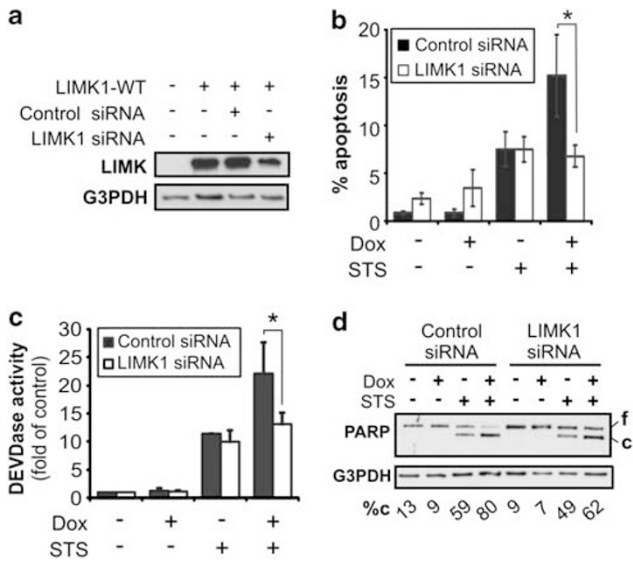 a
LIMK1-WT - + + +
Control siRNA - - + -
LIMK1 siRNA - - - +
LIMK
G3PDH
b
% apoptosis
20
15
10
5
0
Control siRNA
LIMK1 siRNA
*
Dox - + - +
STS - - + +
c
DEVDase activity
(fold of control)
30
25
20
15
10
5
0
Control siRNA
LIMK1 siRNA
*
Dox - + - +
STS - - + +
d
Control siRNA
LIMK1 siRNA
Dox - + - + - + - +
STS - - + + - - + +
PARP
f
c
G3PDH
%c 13 9 59 80 9 7 49 62